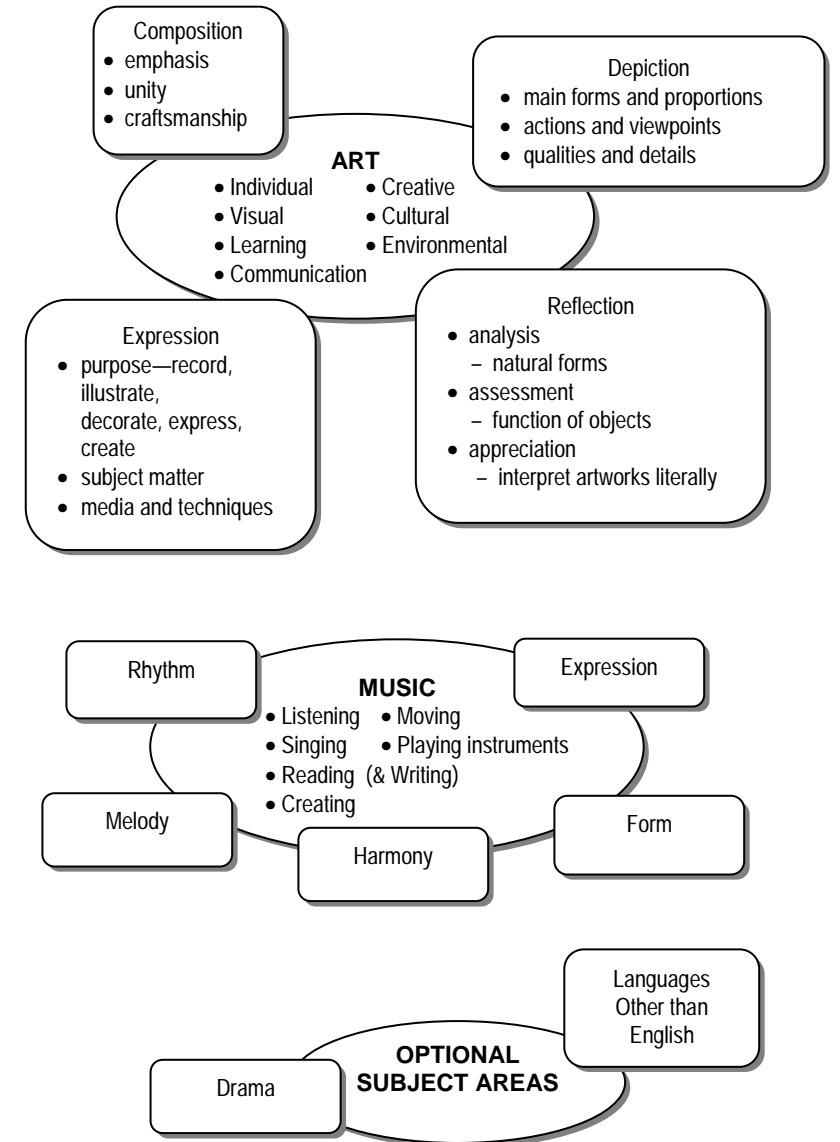 Composition
• emphasis
• unity
• craftsmanship
Depiction
• main forms and proportions
• actions and viewpoints
• qualities and details
ART
• Individual • Creative
• Visual • Cultural
• Learning • Environmental
• Communication
Expression
• purpose—record,
illustrate,
decorate, express,
create
• subject matter
• media and techniques
Reflection
• analysis
– natural forms
• assessment
– function of objects
• appreciation
– interpret artworks literally
Rhythm
Expression
MUSIC
• Listening • Moving
• Singing • Playing instruments
• Reading (& Writing)
• Creating
Melody
Harmony
Form
Languages
Other than
English
OPTIONAL
SUBJECT AREAS
Drama